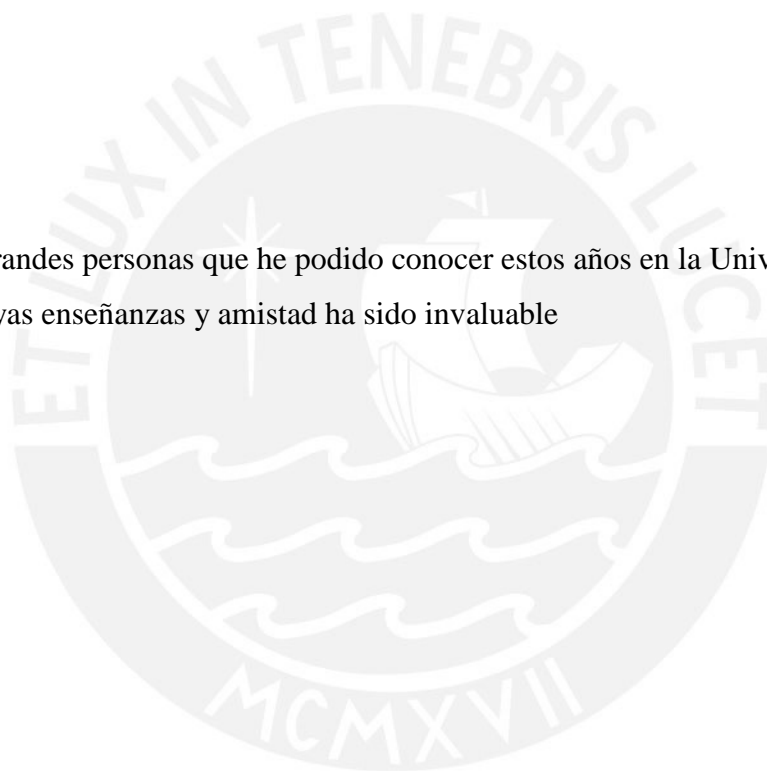 ET LUX IN TENEBRIS LUCET
randes personas que he podido conocer estos años en la Univ
yas enseñanzas y amistad ha sido invaluable
MCMXVII